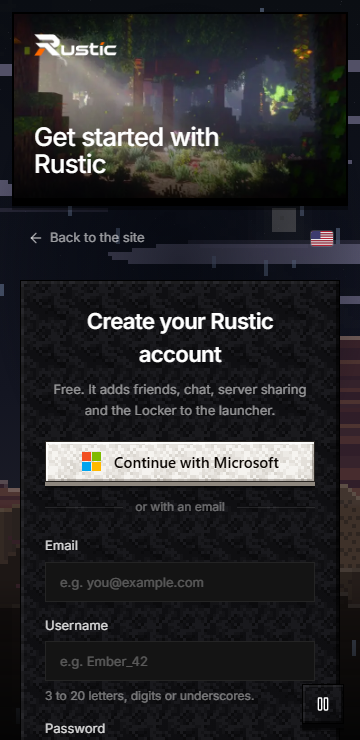 Rustic
Get started with
Rustic
Back to the site
Create your Rustic
account
Free. It adds friends, chat, server sharing
and the Locker to the launcher.
Continue with Microsoft
or with an email
Email
e.g. you@example.com
Username
e.g. Ember_42
3 to 20 letters, digits or underscores.
Password